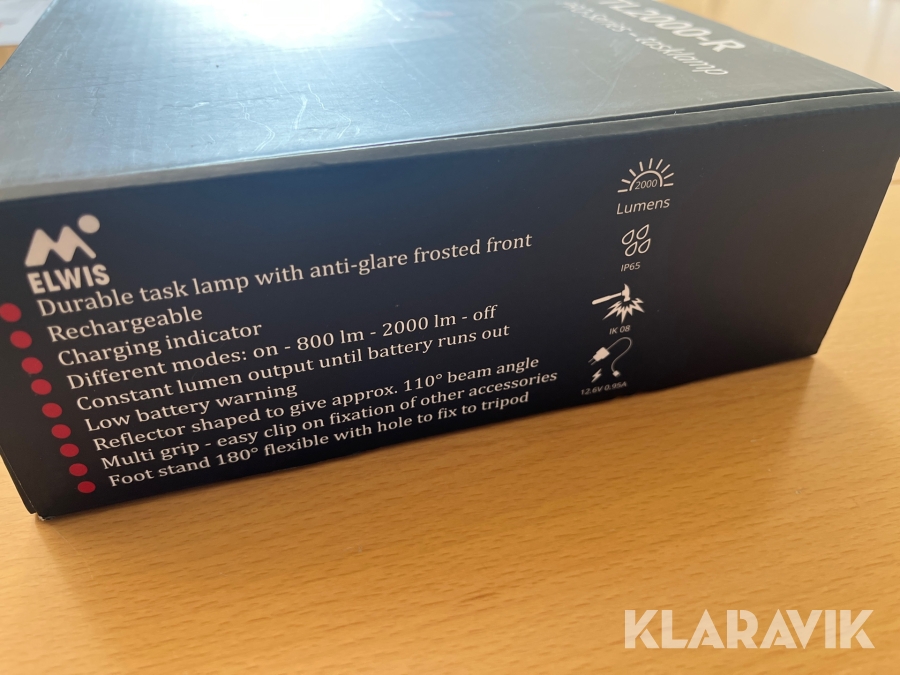 TL2000-R
tasklamp
ELWIS
Durable task lamp with anti-glare frosted front
Rechargeable
Charging indicator
Different modes: on - 800 lm - 2000 lm - off
Constant lumen output until battery runs out
Low battery warning
Reflector shaped to give approx. 110° beam angle
Multi grip - easy clip on fixation of other accessories
Foot stand 180° flexible with hole to fix to tripod
2000
Lumens
IP65
IK 08
12.6V 0.95A
KLARAVIK